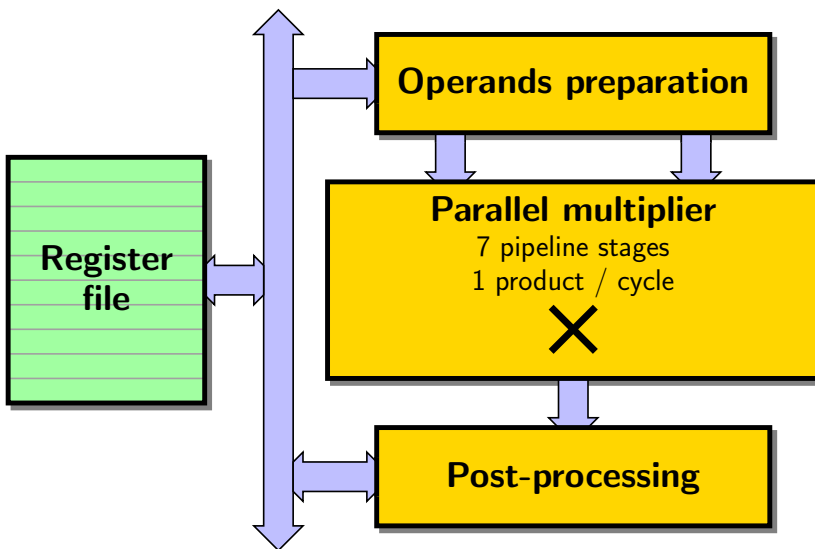 Operands preparation
Parallel multiplier
7 pipeline stages
1 product / cycle
Register
file
Post-processing